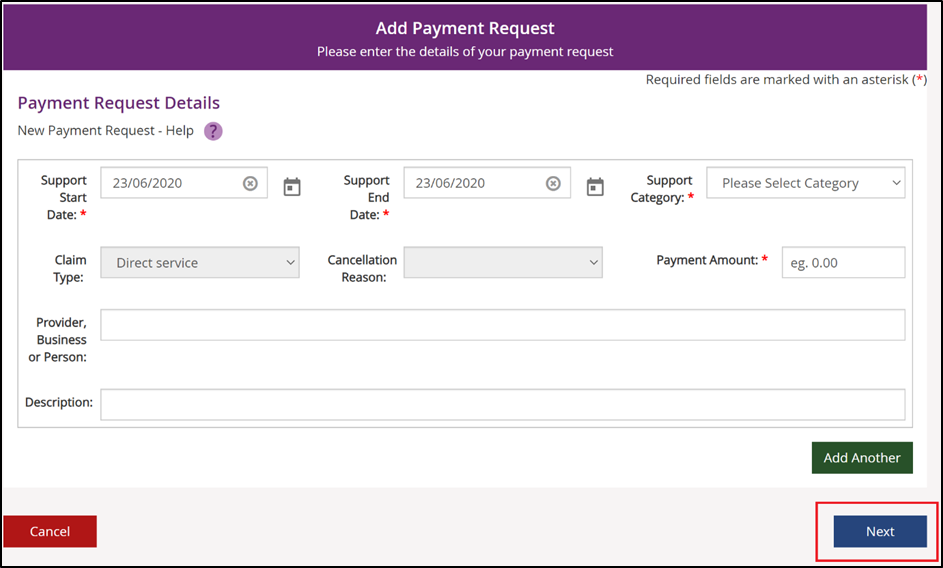 Add Payment Request
Please enter the details of your payment request
Required fields are marked with an asterisk (*)
Payment Request Details
New Payment Request - Help ?
Support Start Date: *
23/06/2020
Support End Date: *
23/06/2020
Support Category: *
Please Select Category
Claim Type:
Direct service
Cancellation Reason:
Payment Amount: *
eg. 0.00
Provider, Business or Person:
Description:
Add Another
Cancel
Next